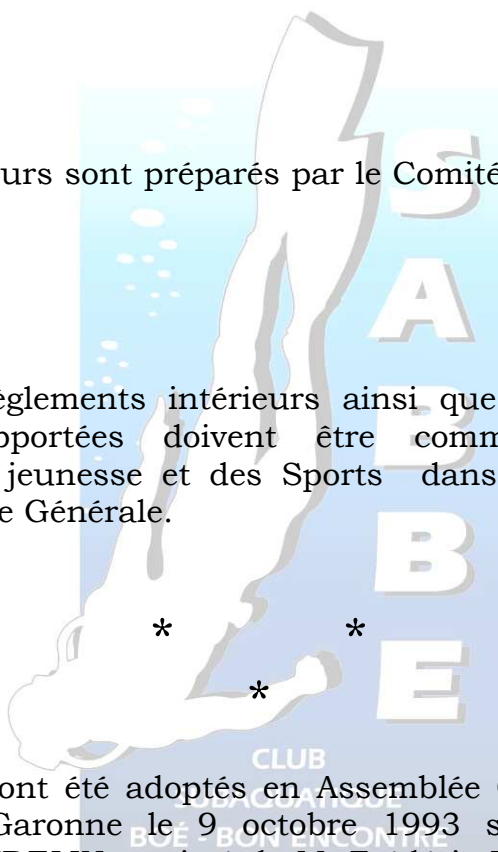 urs sont préparés par le Comité
S
A
B
B
E
èglements intérieurs ainsi que
pportées doivent être comm
jeunesse et des Sports dans
e Générale.
* *
*
CLUB
SUBAQUATIQUE
BOÉ - BON ENCONTRE
ont été adoptés en Assemblée
Garonne le 9 octobre 1993 s